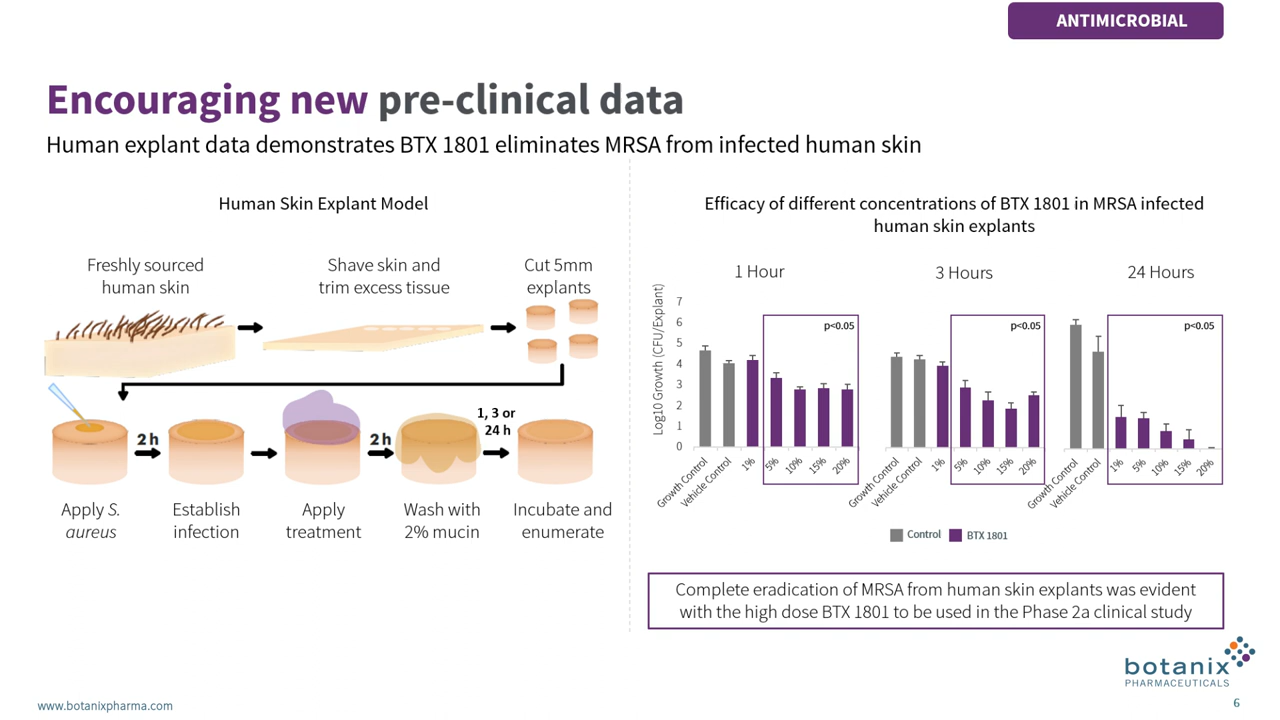 ANTIMICROBIAL
Encouraging new pre-clinical data
Human explant data demonstrates BTX 1801 eliminates MRSA from infected human skin
Human Skin Explant Model
Freshly sourced
human skin
Shave skin and
trim excess tissue
Cut 5mm
explants
2 h
2 h
1, 3 or
24 h
Apply S.
aureus
Establish
infection
Apply
treatment
Wash with
2% mucin
Incubate and
enumerate
Efficacy of different concentrations of BTX 1801 in MRSA infected
human skin explants
1 Hour
3 Hours
24 Hours
Log10 Growth (CFU/Explant)
7
6
5
4
3
2
1
0
p<0.05
p<0.05
p<0.05
Growth Control
Vehicle Control
1%
5%
10%
15%
20%
Growth Control
Vehicle Control
1%
5%
10%
15%
20%
Growth Control
Vehicle Control
1%
5%
10%
15%
20%
Control
BTX 1801
Complete eradication of MRSA from human skin explants was evident
with the high dose BTX 1801 to be used in the Phase 2a clinical study
botanix
PHARMACEUTICALS
www.botanixpharma.com
6